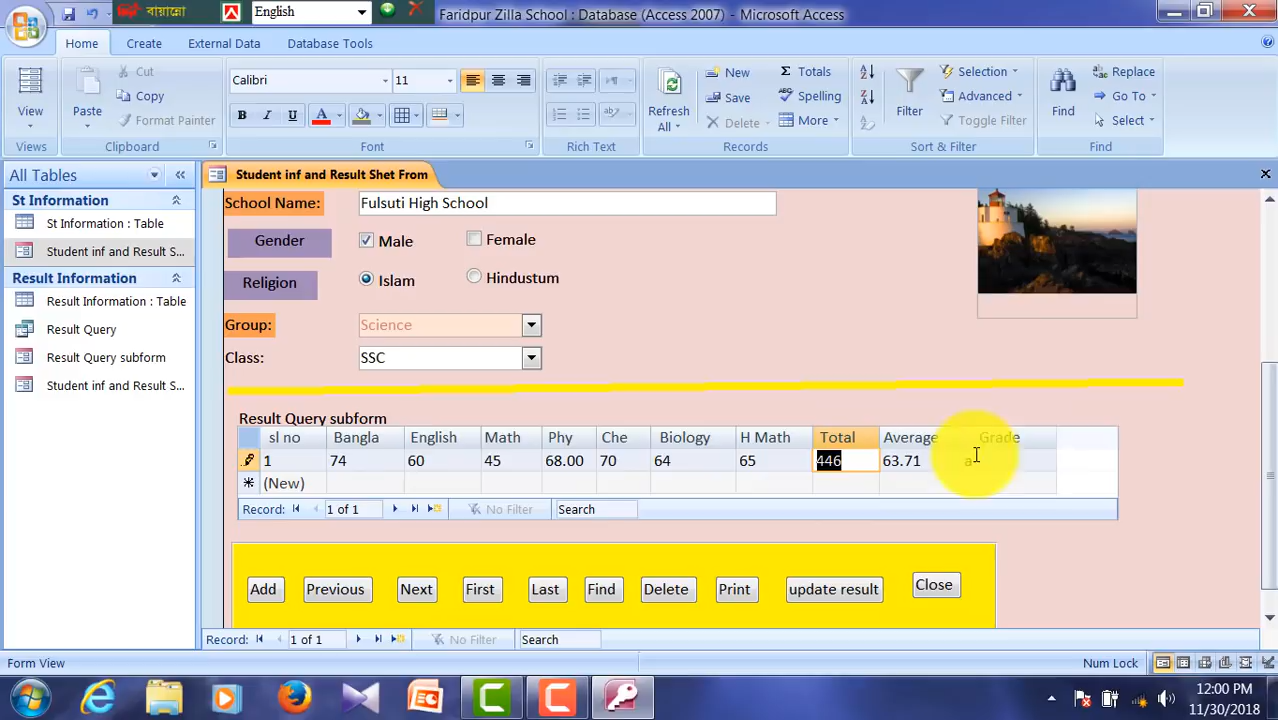 বায়ান্নো
English
Faridpur Zilla School : Database (Access 2007) - Microsoft Access
Home
Create
External Data
Database Tools
View
Views
Paste
Cut
Copy
Format Painter
Clipboard
Calibri
11
B I U
A
Font
Rich Text
Refresh
All
New
Save
Delete
Totals
Spelling
More
Records
Filter
Selection
Advanced
Toggle Filter
Sort & Filter
Find
Replace
Go To
Select
Find
All Tables
St Information
St Information : Table
Student inf and Result S...
Result Information
Result Information : Table
Result Query
Result Query subform
Student inf and Result S...
Student inf and Result Shet From
School Name: Fulsuti High School
Gender Male Female
Religion Islam Hindustum
Group: Science
Class: SSC
Result Query subform
sl no Bangla English Math Phy Che Biology H Math Total Average Grade
1 74 60 45 68.00 70 64 65 446 63.71 a
(New)
Record: 1 of 1 No Filter Search
Add Previous Next First Last Find Delete Print update result Close
Record: 1 of 1 No Filter Search
Form View
Num Lock
12:00 PM
11/30/2018